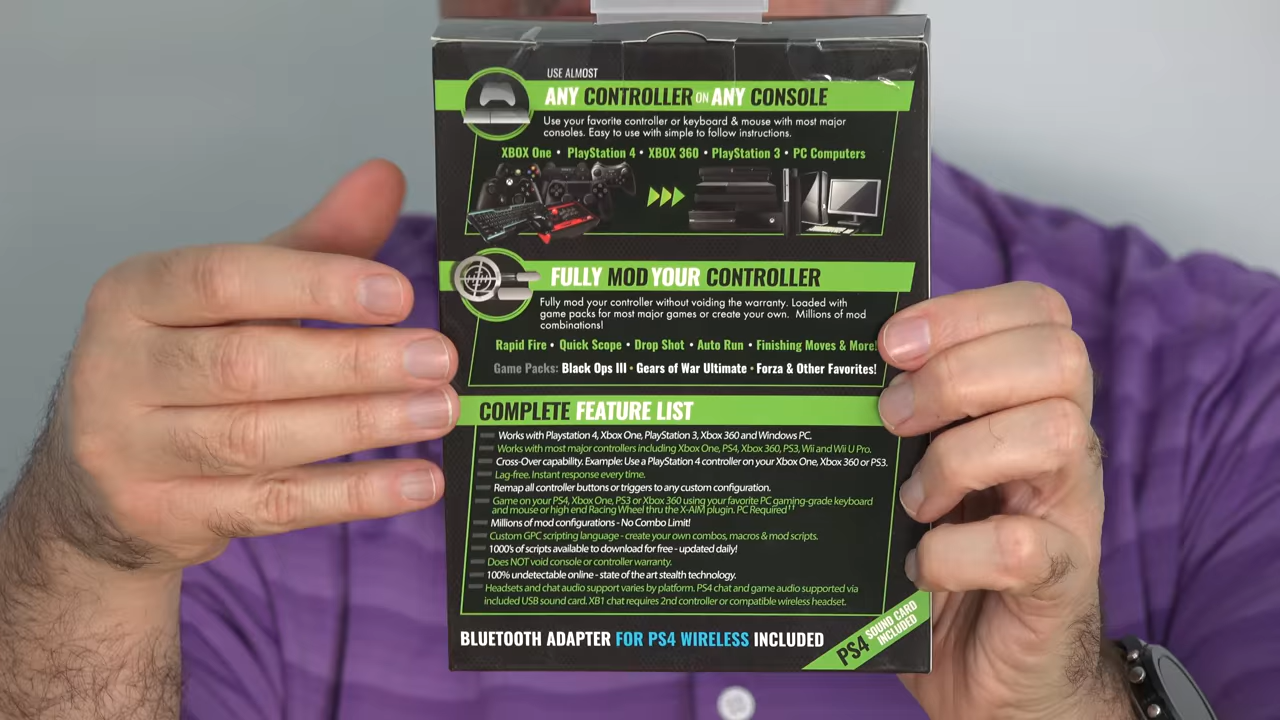 USE ALMOST
ANY CONTROLLER ON ANY CONSOLE
Use your favorite controller or keyboard & mouse with most major
consoles. Easy to use with simple to follow instructions.
XBOX One • PlayStation 4 • XBOX 360 • PlayStation 3 • PC Computers
FULLY MOD YOUR CONTROLLER
Fully mod your controller without voiding the warranty. Loaded with
game packs for most major games or create your own. Millions of mod
combinations!
Rapid Fire • Quick Scope • Drop Shot • Auto Run • Finishing Moves & More!
Game Packs: Black Ops III • Gears of War Ultimate • Forza & Other Favorites!
COMPLETE FEATURE LIST
Works with Playstation 4, Xbox One, PlayStation 3, Xbox 360 and Windows PC.
Works with most major controllers including Xbox One, PS4, Xbox 360, PS3, Wii and Wii U Pro.
Cross-Over capability. Example: Use a PlayStation 4 controller on your Xbox One, Xbox 360 or PS3.
Lag-free. Instant response every time.
Remap all controller buttons or triggers to any custom configuration.
Game on your PS4, Xbox One, PS3 or Xbox 360 using your favorite PC gaming-grade keyboard
and mouse or high end Racing Wheel thru the X-AIM plugin. PC Required††
Millions of mod configurations - No Combo Limit!
Custom GPC scripting language - create your own combos, macros & mod scripts.
1000's of scripts available to download for free - updated daily!
Does NOT void console or controller warranty.
100% undetectable online - state of the art stealth technology.
Headsets and chat audio support varies by platform. PS4 chat and game audio supported via
included USB sound card. XB1 chat requires 2nd controller or compatible wireless headset.
BLUETOOTH ADAPTER FOR PS4 WIRELESS INCLUDED
PS4 SOUND CARD
INCLUDED